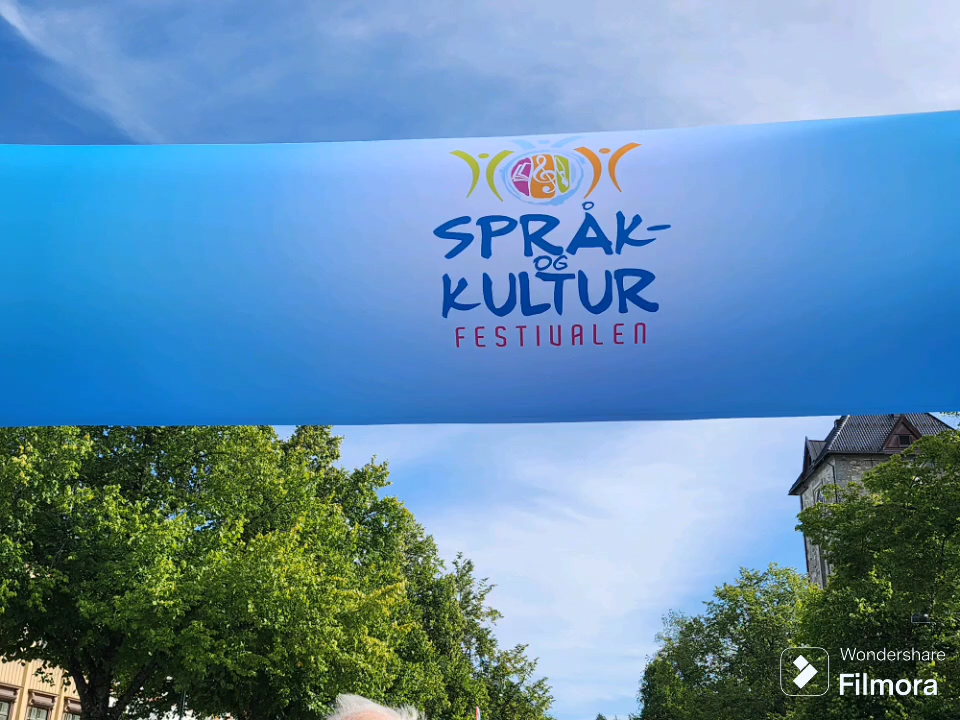 SPRÅK-
OG
KULTUR
FESTIVALEN
Wondershare
Filmora